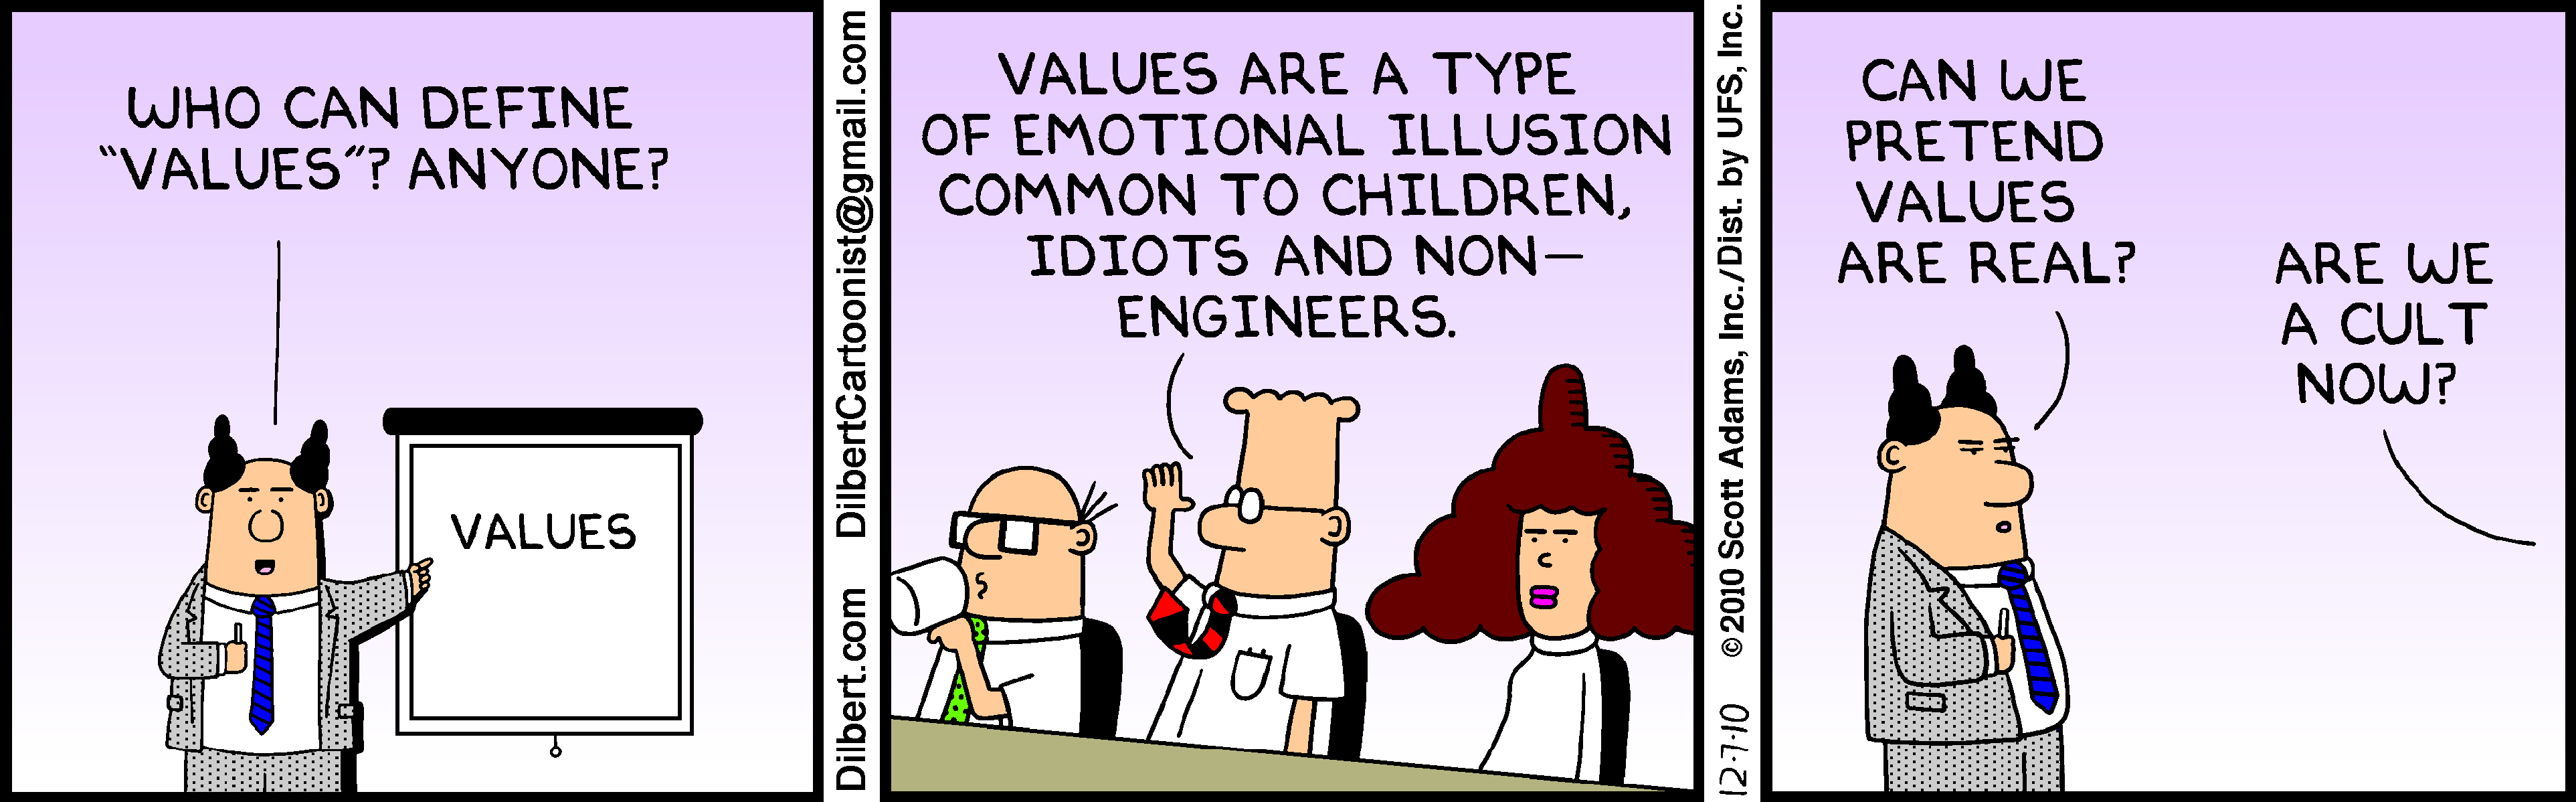 WHO CAN DEFINE
"VALUES"? ANYONE?
VALUES
DilbertCartoonist@gmail.com
Dilbert.com
VALUES ARE A TYPE
OF EMOTIONAL ILLUSION
COMMON TO CHILDREN,
IDIOTS AND NON-
ENGINEERS.
12-7-10 ©2010 Scott Adams, Inc./Dist. by UFS, Inc.
CAN WE
PRETEND
VALUES
ARE REAL?
ARE WE
A CULT
NOW?